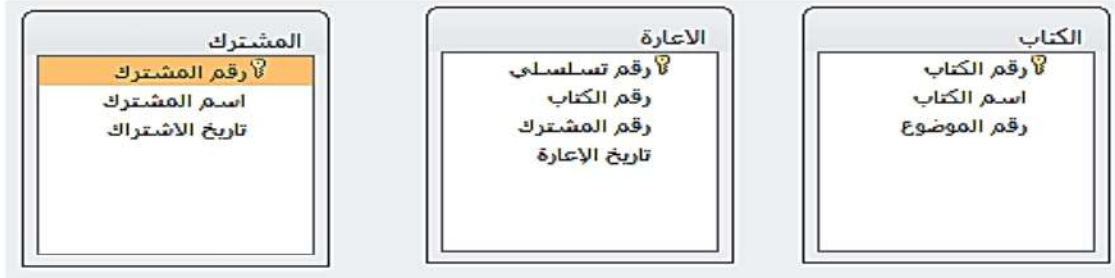 الكتاب
رقم الكتاب
اسم الكتاب
رقم الموضوع
الاعارة
رقم تسلسلي
رقم الكتاب
رقم المشترك
تاريخ الإعارة
المشترك
رقم المشترك
اسم المشترك
تاريخ الاشتراك